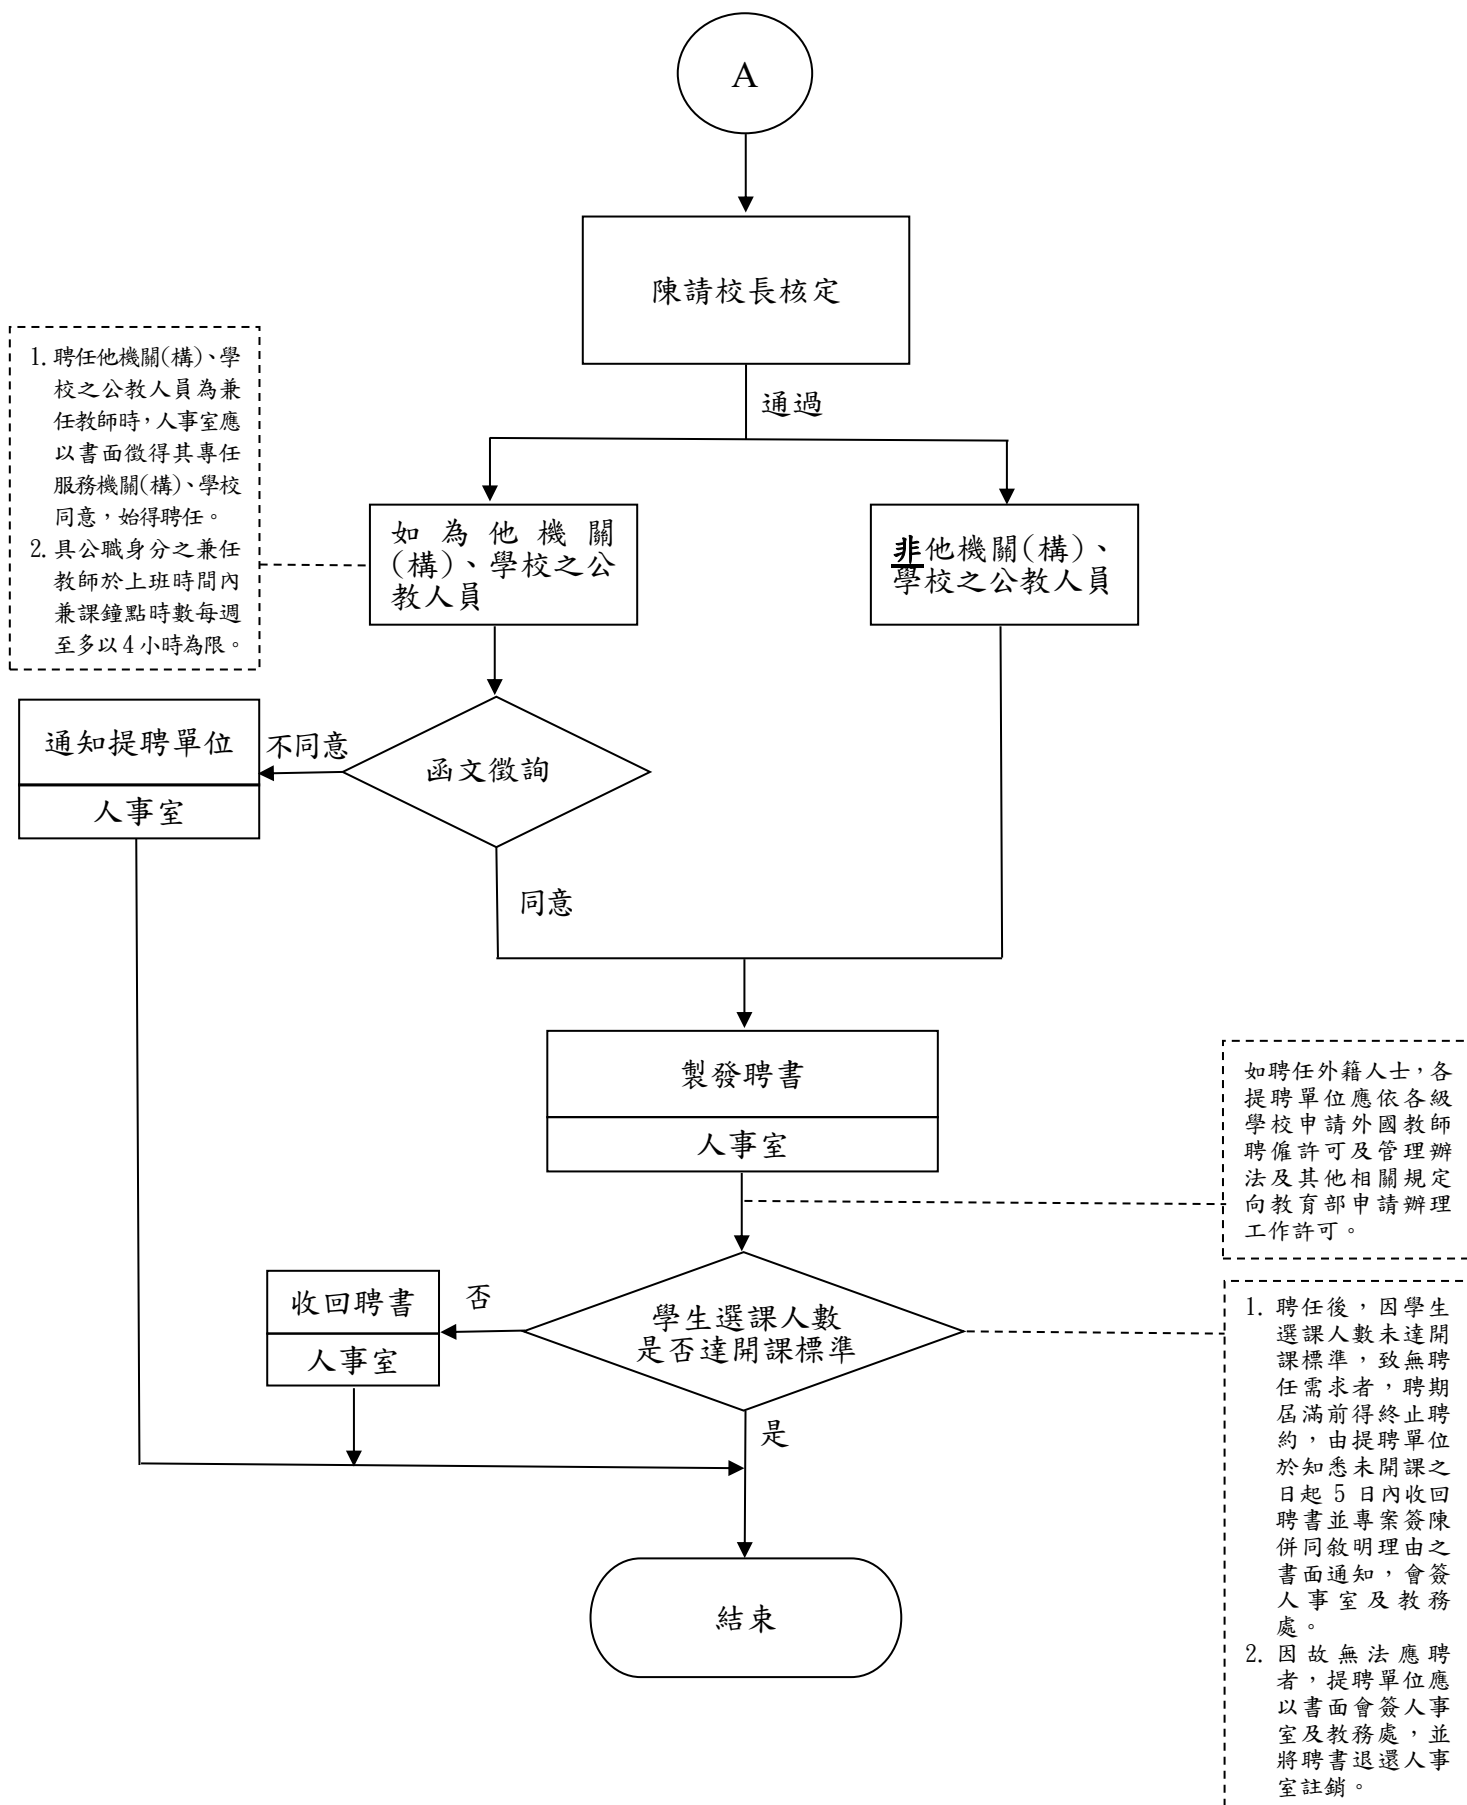 A
陳請校長核定
通過
1. 聘任他機關(構)、學
校之公教人員為兼
任教師時，人事室應
以書面徵得其專任
服務機關(構)、學校
同意，始得聘任。
2. 具公職身分之兼任
教師於上班時間內
兼課鐘點時數每週
至多以4小時為限。
如為他機關
(構)、學校之公
教人員
非他機關(構)、
學校之公教人員
函文徵詢
不同意
通知提聘單位
人事室
同意
製發聘書
人事室
如聘任外籍人士，各
提聘單位應依各級
學校申請外國教師
聘僱許可及管理辦
法及其他相關規定
向教育部申請辦理
工作許可。
學生選課人數
是否達開課標準
否
收回聘書
人事室
是
1. 聘任後，因學生
選課人數未達開
課標準，致無聘
任需求者，聘期
屆滿前得終止聘
約，由提聘單位
於知悉未開課之
日起 5 日內收回
聘書並專案簽陳
併同敘明理由之
書面通知，會簽
人事室及教務
處。
2. 因故無法應聘
者，提聘單位應
以書面會簽人事
室及教務處，並
將聘書退還人事
室註銷。
結束